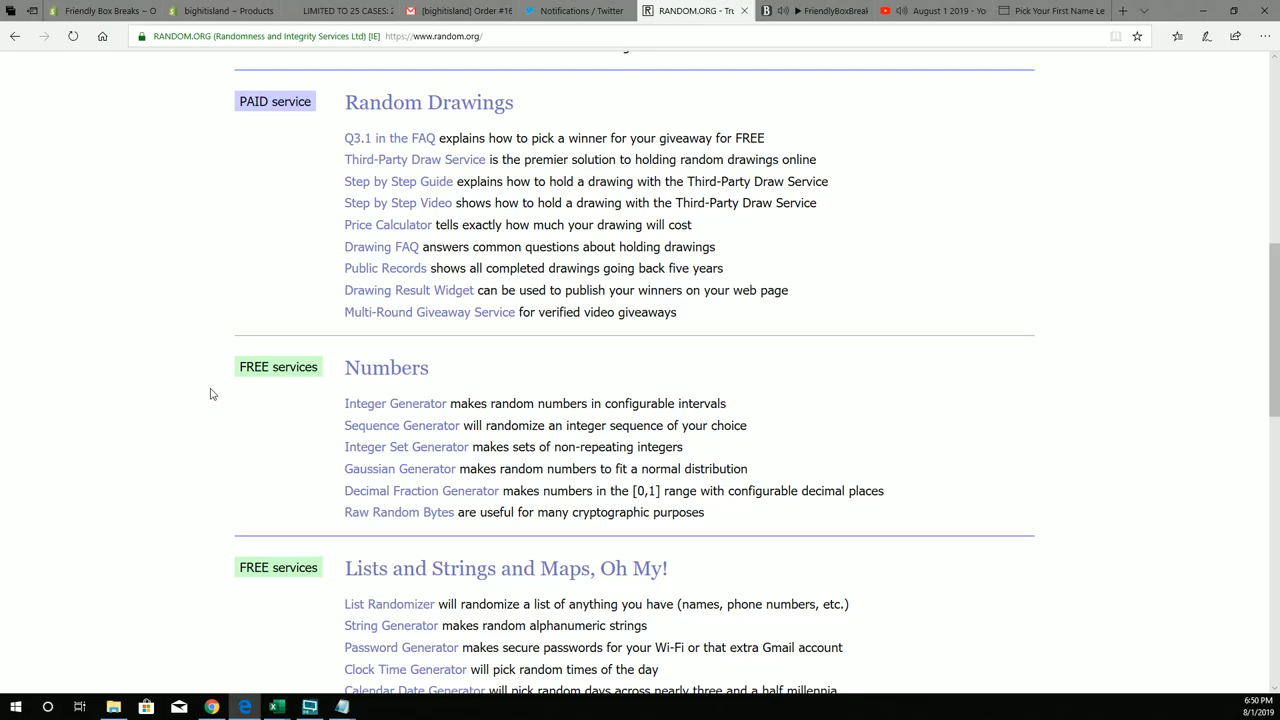 Friendly Box Breaks ~ O
bighitisland ~ Products
LIMITED TO 25 CASES: 2
[bighitisland] Order #16
Notifications / Twitter
RANDOM.ORG - Tru
FriendlyBoxBreak
August 1 2019 - Yo
Pick Your First Name Le
RANDOM.ORG (Randomness and Integrity Services Ltd) [IE] https://www.random.org/
PAID service
Random Drawings
Q3.1 in the FAQ explains how to pick a winner for your giveaway for FREE
Third-Party Draw Service is the premier solution to holding random drawings online
Step by Step Guide explains how to hold a drawing with the Third-Party Draw Service
Step by Step Video shows how to hold a drawing with the Third-Party Draw Service
Price Calculator tells exactly how much your drawing will cost
Drawing FAQ answers common questions about holding drawings
Public Records shows all completed drawings going back five years
Drawing Result Widget can be used to publish your winners on your web page
Multi-Round Giveaway Service for verified video giveaways
FREE services
Numbers
Integer Generator makes random numbers in configurable intervals
Sequence Generator will randomize an integer sequence of your choice
Integer Set Generator makes sets of non-repeating integers
Gaussian Generator makes random numbers to fit a normal distribution
Decimal Fraction Generator makes numbers in the [0,1] range with configurable decimal places
Raw Random Bytes are useful for many cryptographic purposes
FREE services
Lists and Strings and Maps, Oh My!
List Randomizer will randomize a list of anything you have (names, phone numbers, etc.)
String Generator makes random alphanumeric strings
Password Generator makes secure passwords for your Wi-Fi or that extra Gmail account
Clock Time Generator will pick random times of the day
Calendar Date Generator will pick random days across nearly three and a half millennia
6:50 PM
8/1/2019